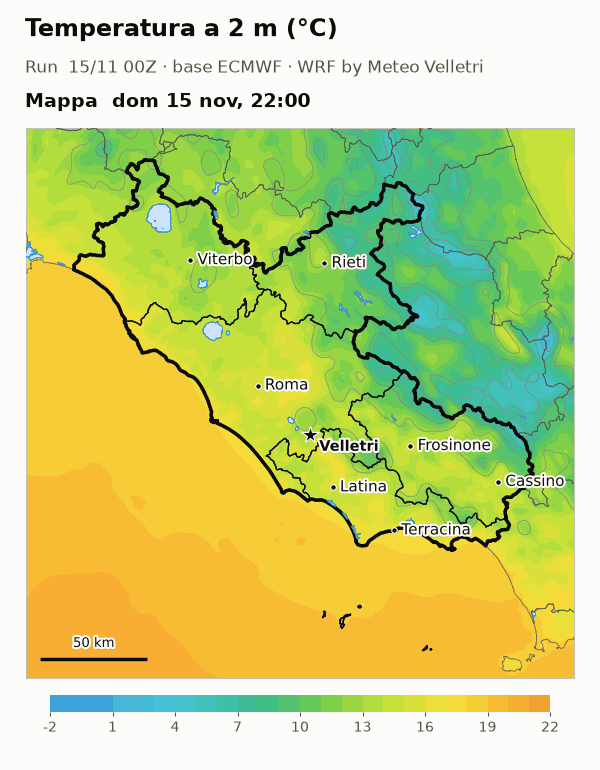 Temperatura a 2 m (°C)
Run  15/11 00Z · base ECMWF · WRF by Meteo Velletri
Mappa  dom 15 nov, 22:00
Viterbo
Rieti
Roma
Velletri
Frosinone
Latina
Cassino
Terracina
50 km
-2 1 4 7 10 13 16 19 22